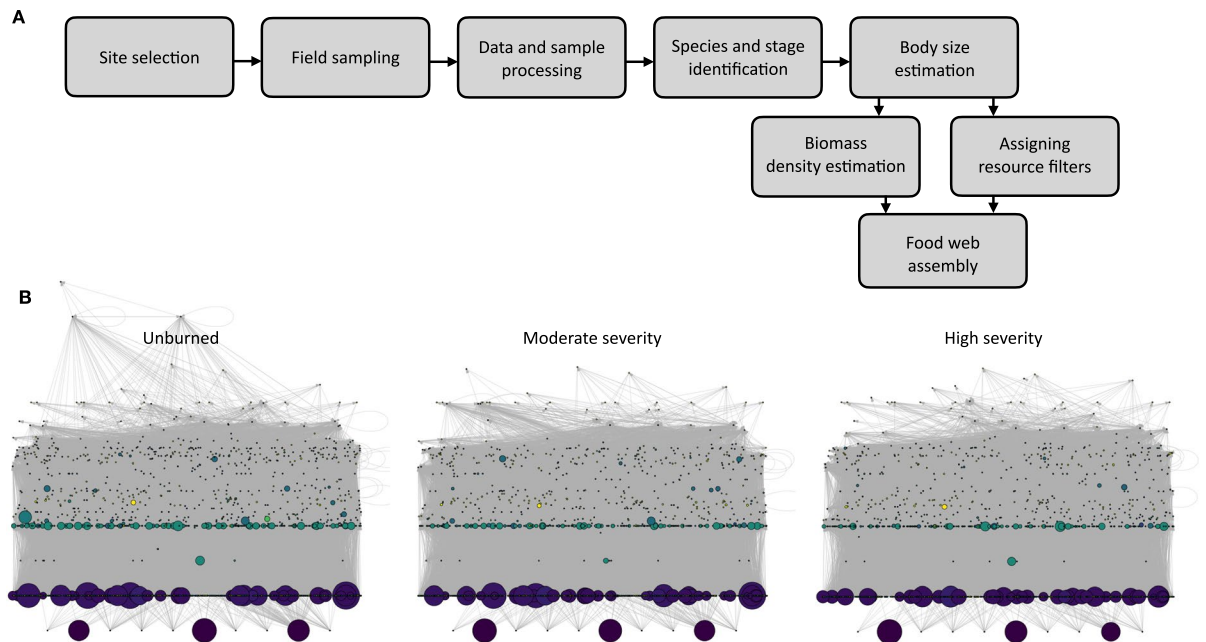 A
Site selection
Field sampling
Data and sample
processing
Species and stage
identification
Body size
estimation
Biomass
density estimation
Assigning
resource filters
Food web
assembly
B
Unburned
Moderate severity
High severity